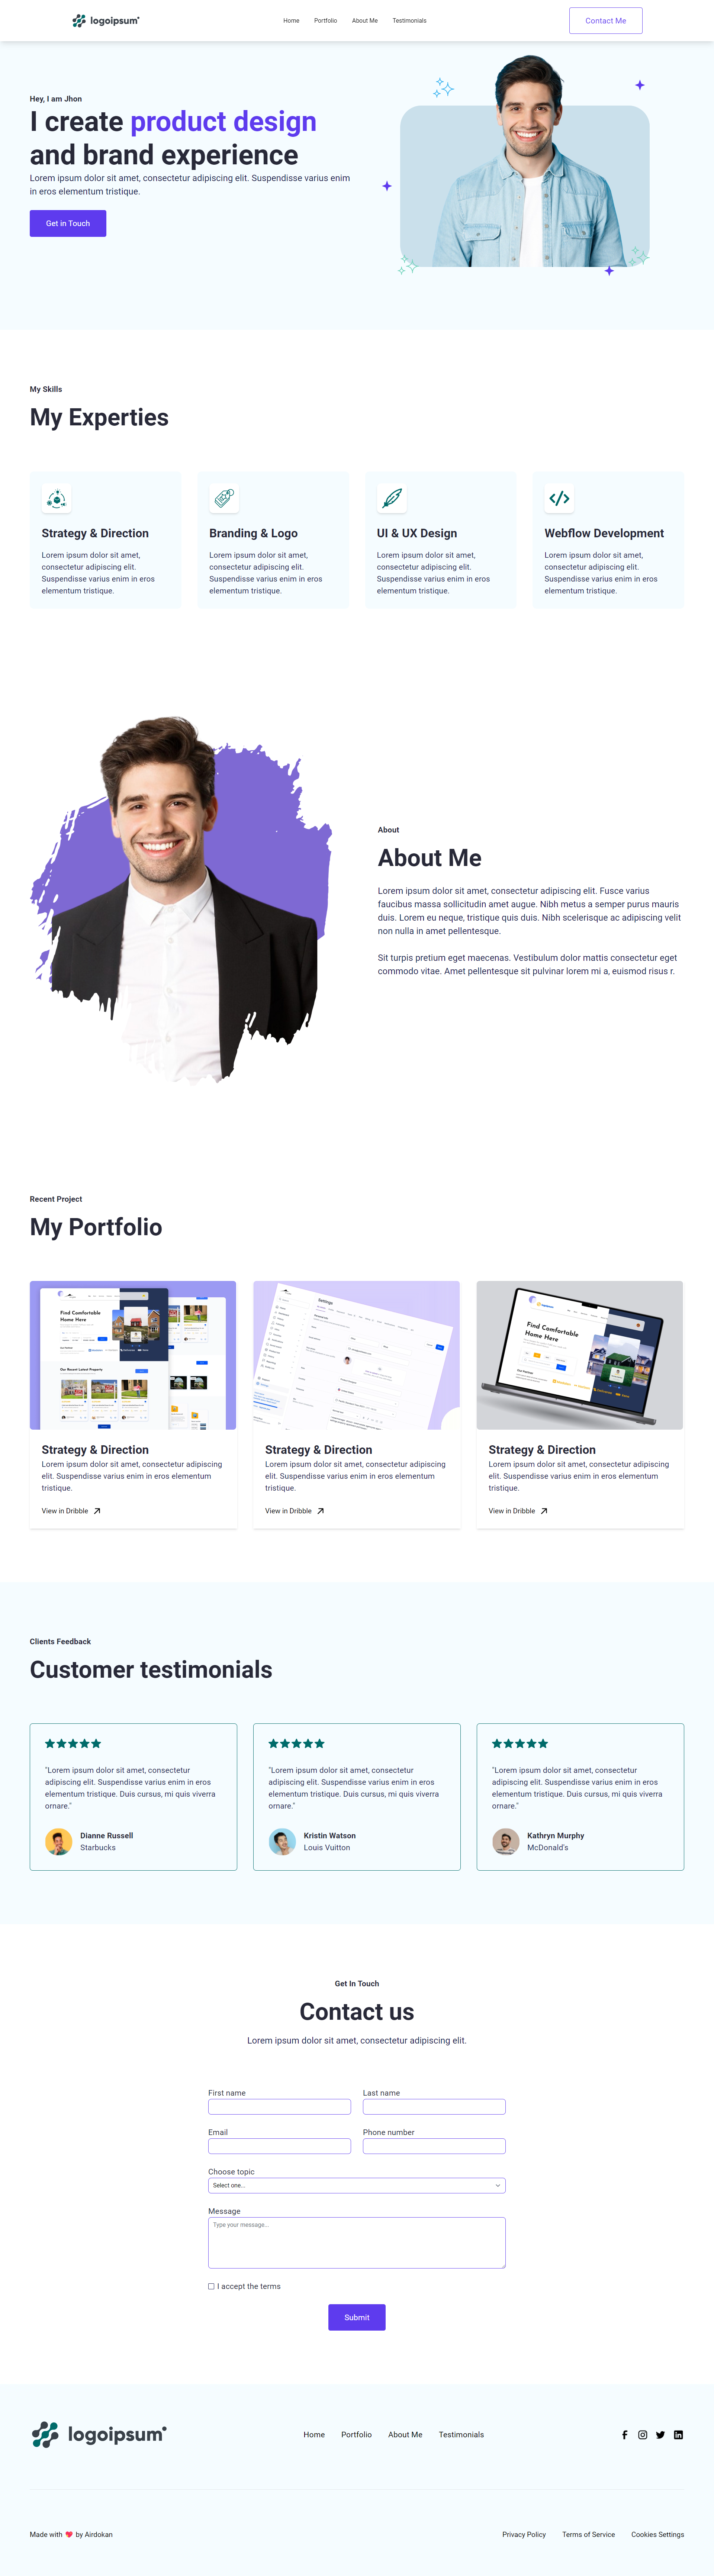 logoipsum
Home
Portfolio
About Me
Testimonials
Contact Me
Hey, I am Jhon
I create product design
and brand experience
Lorem ipsum dolor sit amet, consectetur adipiscing elit. Suspendisse varius enim
in eros elementum tristique.
Get in Touch
My Skills
My Experties
Strategy & Direction
Lorem ipsum dolor sit amet,
consectetur adipiscing elit.
Suspendisse varius enim in eros
elementum tristique.
Branding & Logo
Lorem ipsum dolor sit amet,
consectetur adipiscing elit.
Suspendisse varius enim in eros
elementum tristique.
UI & UX Design
Lorem ipsum dolor sit amet,
consectetur adipiscing elit.
Suspendisse varius enim in eros
elementum tristique.
Webflow Development
Lorem ipsum dolor sit amet,
consectetur adipiscing elit.
Suspendisse varius enim in eros
elementum tristique.
About
About Me
Lorem ipsum dolor sit amet, consectetur adipiscing elit. Fusce varius
faucibus massa sollicitudin amet augue. Nibh metus a semper purus mauris
duis. Lorem eu neque, tristique quis duis. Nibh scelerisque ac adipiscing velit
non nulla in amet pellentesque.
Sit turpis pretium eget maecenas. Vestibulum dolor mattis consectetur eget
commodo vitae. Amet pellentesque sit pulvinar lorem mi a, euismod risus r.
Recent Project
My Portfolio
Find Comfortable
Home Here
Our Recent Latest Property
Strategy & Direction
Lorem ipsum dolor sit amet, consectetur adipiscing
elit. Suspendisse varius enim in eros elementum
tristique.
View in Dribble
Settings
Strategy & Direction
Lorem ipsum dolor sit amet, consectetur adipiscing
elit. Suspendisse varius enim in eros elementum
tristique.
View in Dribble
Find Comfortable
Home Here
Strategy & Direction
Lorem ipsum dolor sit amet, consectetur adipiscing
elit. Suspendisse varius enim in eros elementum
tristique.
View in Dribble
Clients Feedback
Customer testimonials
"Lorem ipsum dolor sit amet, consectetur
adipiscing elit. Suspendisse varius enim in eros
elementum tristique. Duis cursus, mi quis viverra
ornare."
Dianne Russell
Starbucks
"Lorem ipsum dolor sit amet, consectetur
adipiscing elit. Suspendisse varius enim in eros
elementum tristique. Duis cursus, mi quis viverra
ornare."
Kristin Watson
Louis Vuitton
"Lorem ipsum dolor sit amet, consectetur
adipiscing elit. Suspendisse varius enim in eros
elementum tristique. Duis cursus, mi quis viverra
ornare."
Kathryn Murphy
McDonald's
Get In Touch
Contact us
Lorem ipsum dolor sit amet, consectetur adipiscing elit.
First name
Last name
Email
Phone number
Choose topic
Select one...
Message
Type your message...
I accept the terms
Submit
logoipsum
Home
Portfolio
About Me
Testimonials
Made with 💖 by Airdokan
Privacy Policy
Terms of Service
Cookies Settings